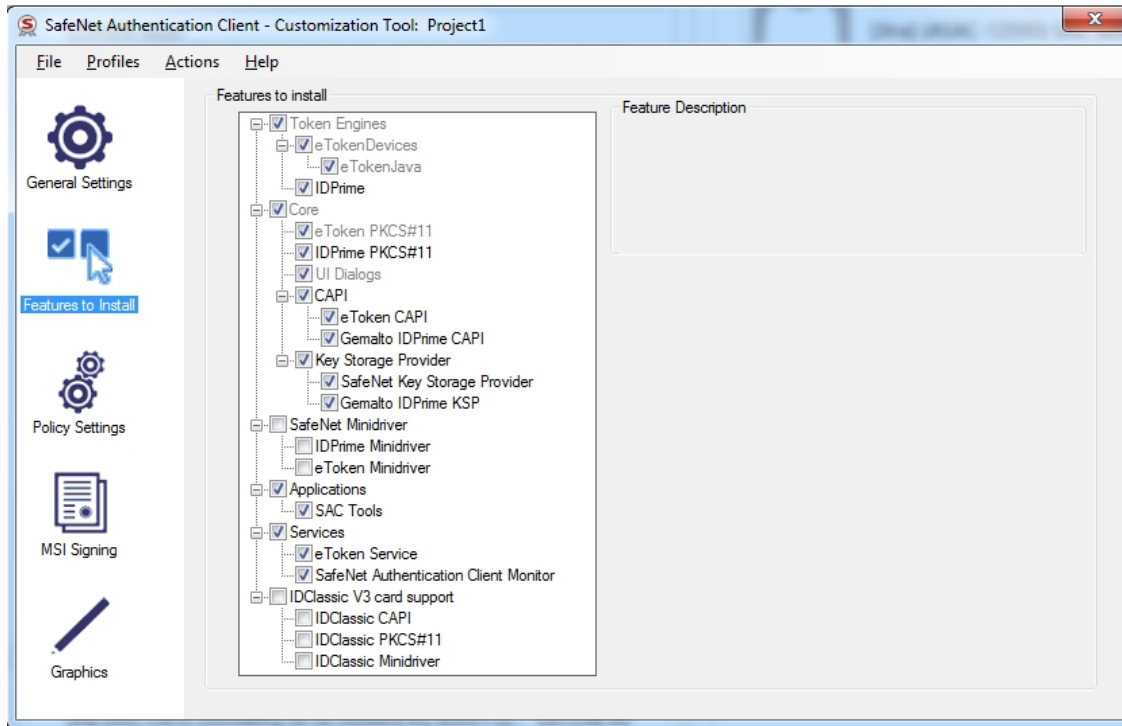 SafeNet Authentication Client - Customization Tool: Project1
File Profiles Actions Help
General Settings
Features to Install
Policy Settings
MSI Signing
Graphics
Features to install
Token Engines
eTokenDevices
eTokenJava
IDPrime
Core
eToken PKCS#11
IDPrime PKCS#11
UI Dialogs
CAPI
eToken CAPI
Gemalto IDPrime CAPI
Key Storage Provider
SafeNet Key Storage Provider
Gemalto IDPrime KSP
SafeNet Minidriver
IDPrime Minidriver
eToken Minidriver
Applications
SAC Tools
Services
eToken Service
SafeNet Authentication Client Monitor
IDClassic V3 card support
IDClassic CAPI
IDClassic PKCS#11
IDClassic Minidriver
Feature Description